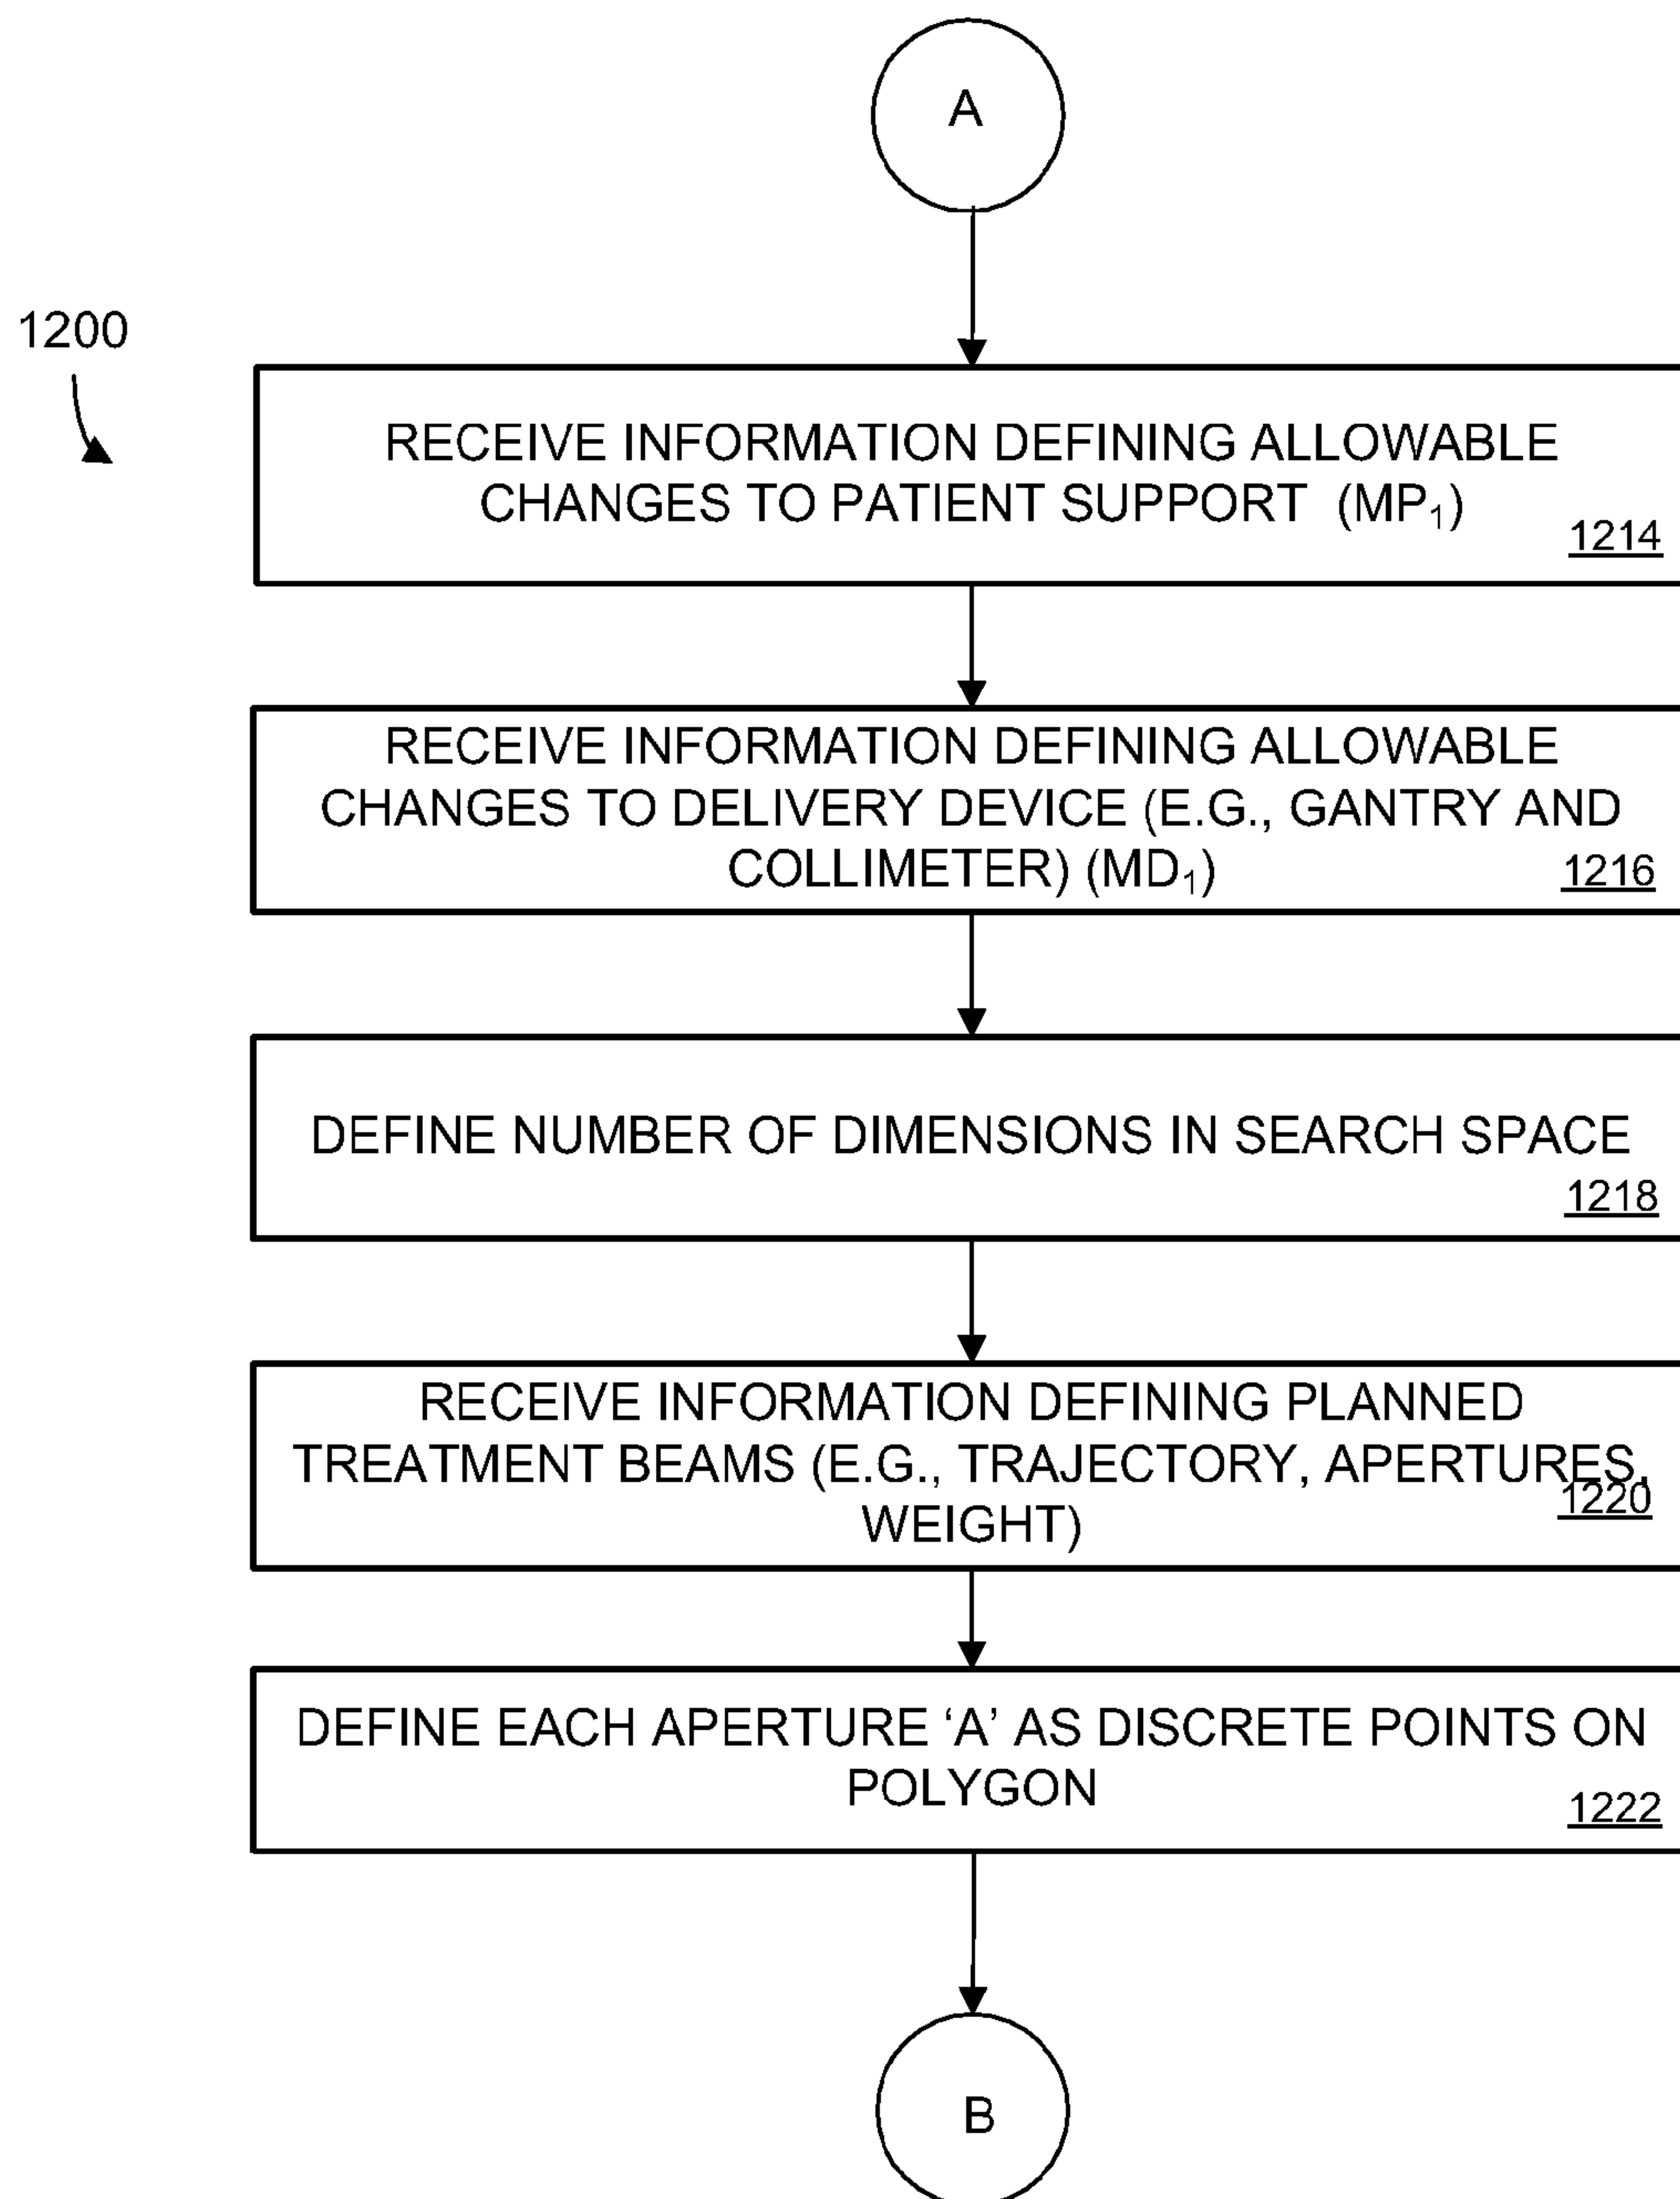 A
1200
RECEIVE INFORMATION DEFINING ALLOWABLE
CHANGES TO PATIENT SUPPORT (MP₁)
1214
RECEIVE INFORMATION DEFINING ALLOWABLE
CHANGES TO DELIVERY DEVICE (E.G., GANTRY AND
COLLIMETER) (MD₁)
1216
DEFINE NUMBER OF DIMENSIONS IN SEARCH SPACE
1218
RECEIVE INFORMATION DEFINING PLANNED
TREATMENT BEAMS (E.G., TRAJECTORY, APERTURES,
1220
WEIGHT)
DEFINE EACH APERTURE ‘A’ AS DISCRETE POINTS ON
POLYGON
1222
B